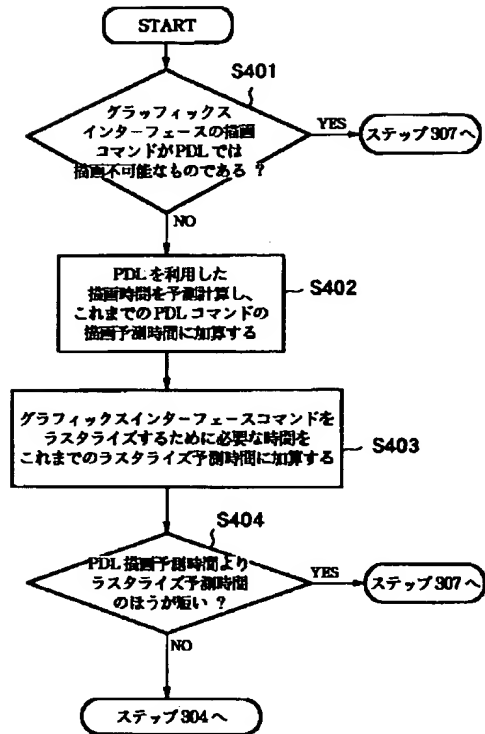 START
S401
グラッフィックス
インターフェースの描画
コマンドがPDLでは
描画不可能なものである ?
YES
ステップ307へ
NO
PDLを利用した
描画時間を予測計算し、
これまでのPDLコマンドの
描画予測時間に加算する
S402
グラフィックスインターフェースコマンドを
ラスタライズするために必要な時間を
これまでのラスタライズ予測時間に加算する
S403
S404
PDL描画予測時間より
ラスタライズ予測時間
のほうが短い ?
YES
ステップ307へ
NO
ステップ304へ